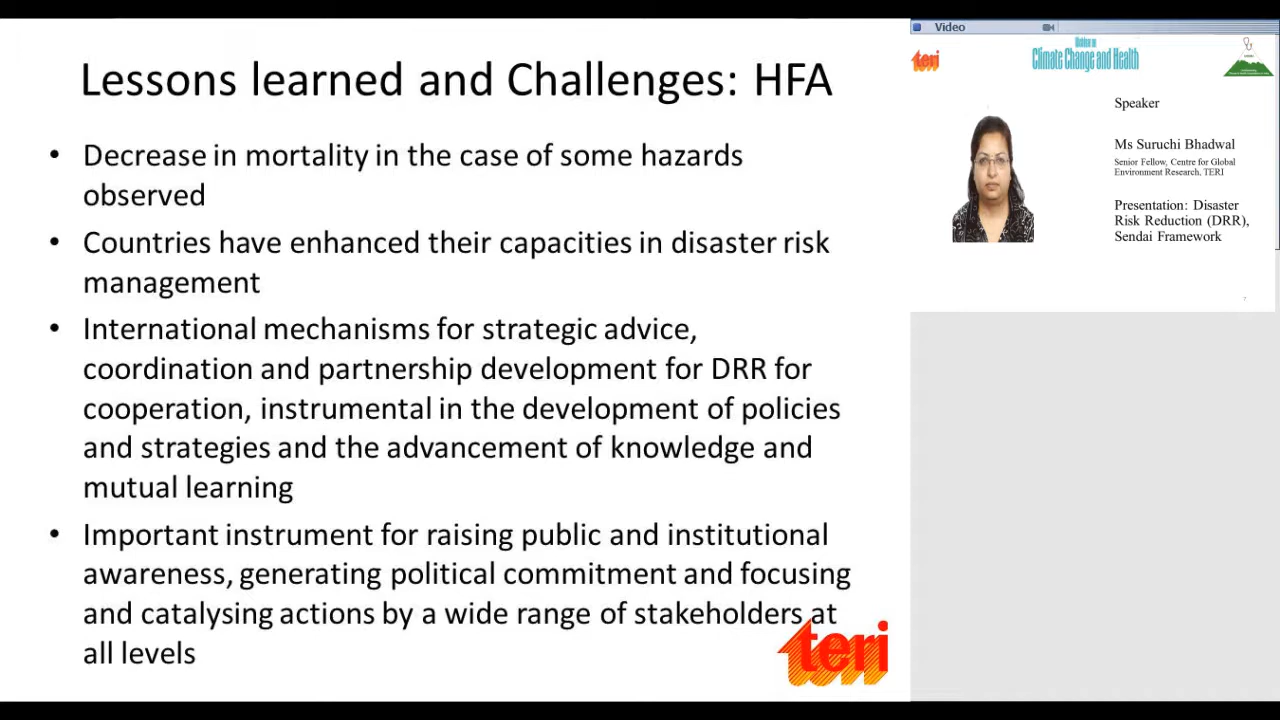 Lessons learned and Challenges: HFA
• Decrease in mortality in the case of some hazards
observed
• Countries have enhanced their capacities in disaster risk
management
• International mechanisms for strategic advice,
coordination and partnership development for DRR for
cooperation, instrumental in the development of policies
and strategies and the advancement of knowledge and
mutual learning
• Important instrument for raising public and institutional
awareness, generating political commitment and focusing
and catalysing actions by a wide range of stakeholders at
all levels
teri
Video
teri
Climate Change and Health
Speaker
Ms Suruchi Bhadwal
Senior Fellow, Centre for Global
Environment Research, TERI
Presentation: Disaster
Risk Reduction (DRR),
Sendai Framework
7